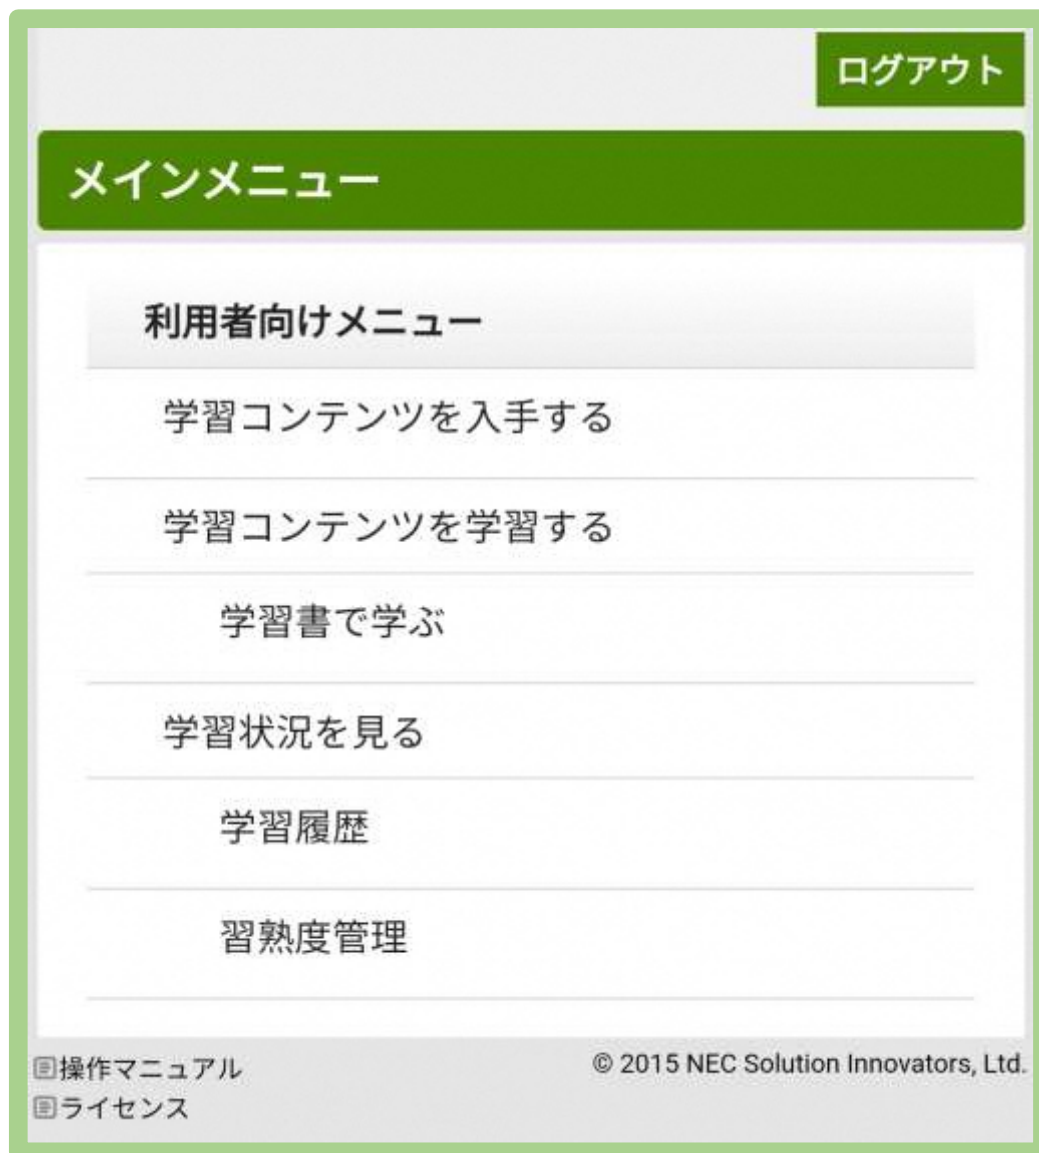 ログアウト
メインメニュー
利用者向けメニュー
学習コンテンツを入手する
学習コンテンツを学習する
学習書で学ぶ
学習状況を見る
学習履歴
習熟度管理
操作マニュアル
© 2015 NEC Solution Innovators, Ltd.
ライセンス